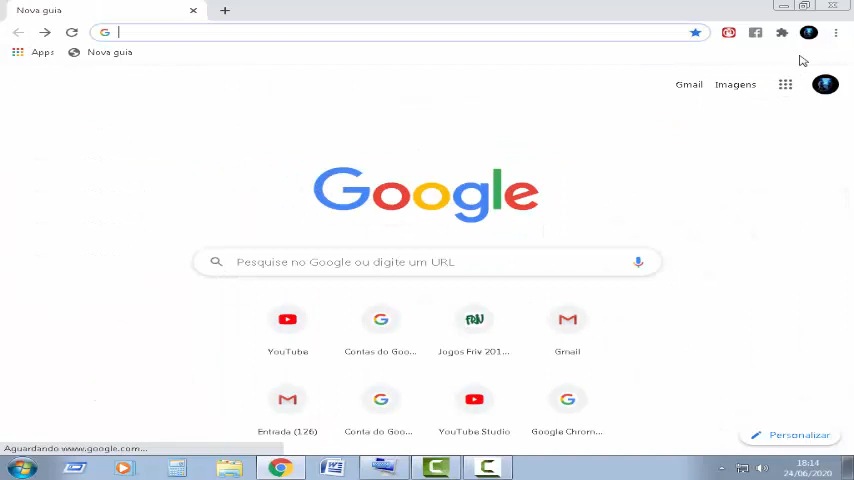 Nova guia
Apps
Nova guia
Gmail
Imagens
Google
Pesquise no Google ou digite um URL
YouTube
Contas do Goo...
FRIV
Jogos Friv 201...
Gmail
Entrada (126)
Conta do Goo...
YouTube Studio
Google Chrom...
Personalizar
Aguardando www.google.com...
18:14
24/06/2020